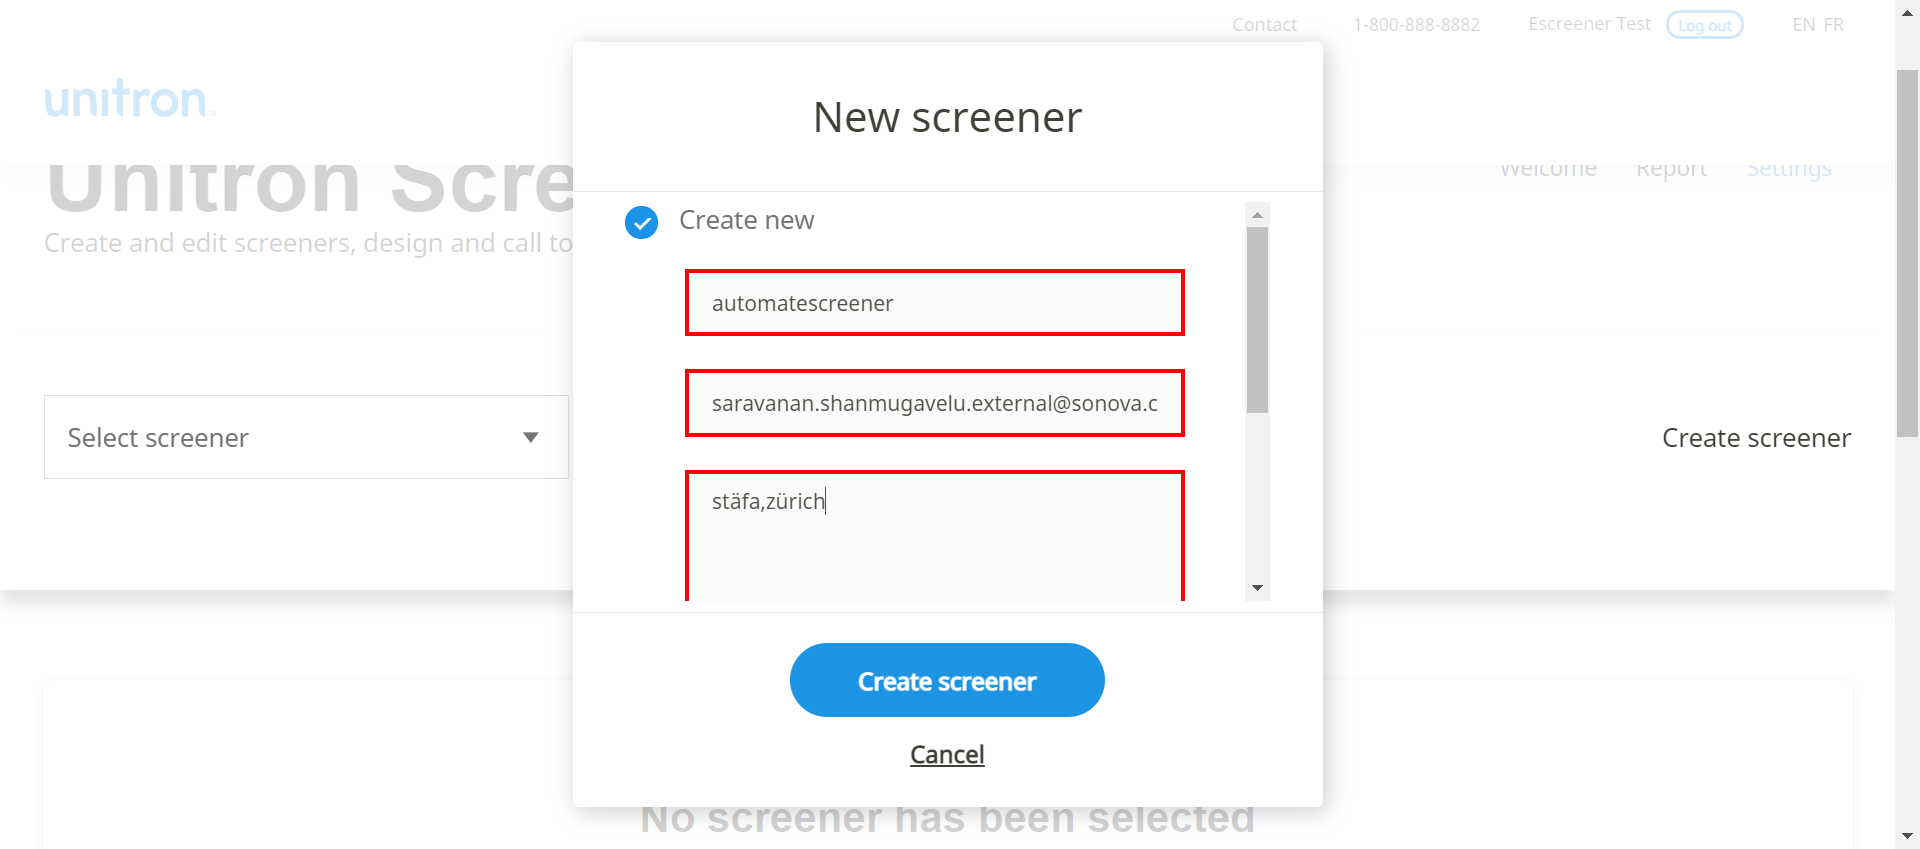 Contact 1-800-888-8882 Escreener Test Log out EN FR
unitron
Unitron Scre
Welcome Report Settings
Create and edit screeners, design and call to
Select screener
Create screener
New screener
Create new
automatescreener
saravanan.shanmugavelu.external@sonova.c
stäfa,zürich
Create screener
Cancel
No screener has been selected